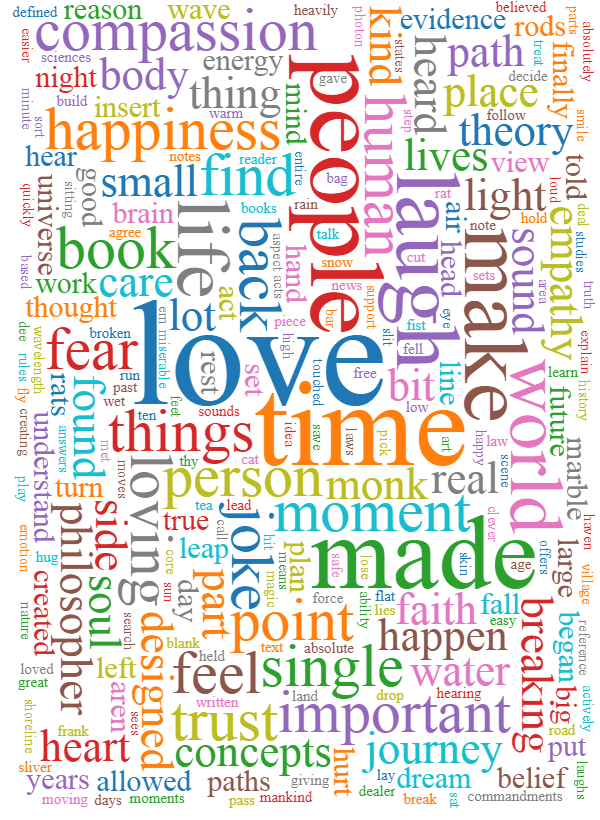 defined reason wave heavily believed
easier compassion photon kind states heard evidence rods parts absolutely
sciences night body energy gave path treat decide finally
minute build insert thing mind people human step place follow smile
sort happiness warm theory
hear notes reader entire bag lives view told
quickly universe sitting good small find rain laugh rat light loud deal
brain books talk air note hold empathy studies
agree life back aspect acts hand snow cut head make sound truth
based book news sets area
work care act support eye
thought lot em miserable piece bar slit fist explain
dee wavelength broken love high fell world learn history
rules fear rest set touched free bit line future
fly rats run past wet feet low
creating found ten sounds time idea save laws pick art happy law scene
understand answers things thy cat marble
met moves loving person monk real
play turn true tea lead moment clever haven
emotion philosopher side leap joke call hit means plan safe lose made skin age offers large village
hug core sun magic
created soul day part force ability flat lies faith fall easy
nature search designed blank point text absolute happen breaking began reference
loved great left held feel single water big actively
aren sees written land drop hearing
shoreline frank trust important road
sliver heart concepts hurt journey put laughs
years allowed paths giving lay dream belief
moving days moments pass mankind dealer break sat commandments